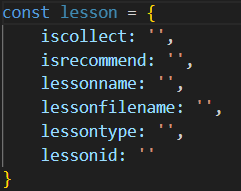 const lesson = {
    iscollect: '',
    isrecommend: '',
    lessonname: '',
    lessonfilename: '',
    lessontype: '',
    lessonid: ''
}